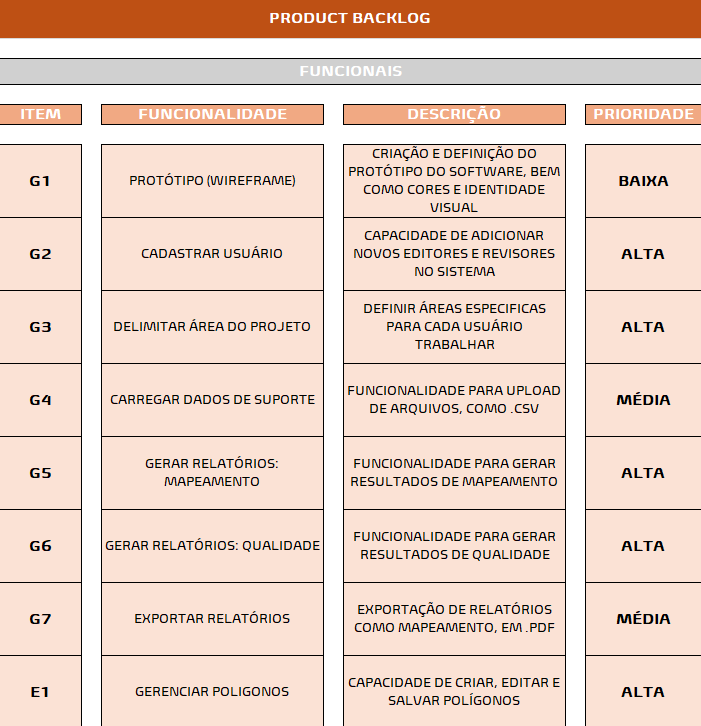 PRODUCT BACKLOG
FUNCIONAIS
ITEM FUNCIONALIDADE DESCRIÇÃO PRIORIDADE
G1
PROTÓTIPO (WIREFRAME)
CRIAÇÃO E DEFINIÇÃO DO
PROTÓTIPO DO SOFTWARE, BEM
COMO CORES E IDENTIDADE
VISUAL
BAIXA
G2
CADASTRAR USUÁRIO
CAPACIDADE DE ADICIONAR
NOVOS EDITORES E REVISORES
NO SISTEMA
ALTA
G3
DELIMITAR ÁREA DO PROJETO
DEFINIR ÁREAS ESPECIFICAS
PARA CADA USUÁRIO
TRABALHAR
ALTA
G4
CARREGAR DADOS DE SUPORTE
FUNCIONALIDADE PARA UPLOAD
DE ARQUIVOS, COMO .CSV
MÉDIA
G5
GERAR RELATÓRIOS:
MAPEAMENTO
FUNCIONALIDADE PARA GERAR
RESULTADOS DE MAPEAMENTO
ALTA
G6
GERAR RELATÓRIOS: QUALIDADE
FUNCIONALIDADE PARA GERAR
RESULTADOS DE QUALIDADE
ALTA
G7
EXPORTAR RELATÓRIOS
EXPORTAÇÃO DE RELATÓRIOS
COMO MAPEAMENTO, EM .PDF
MÉDIA
E1
GERENCIAR POLIGONOS
CAPACIDADE DE CRIAR, EDITAR E
SALVAR POLÍGONOS
ALTA